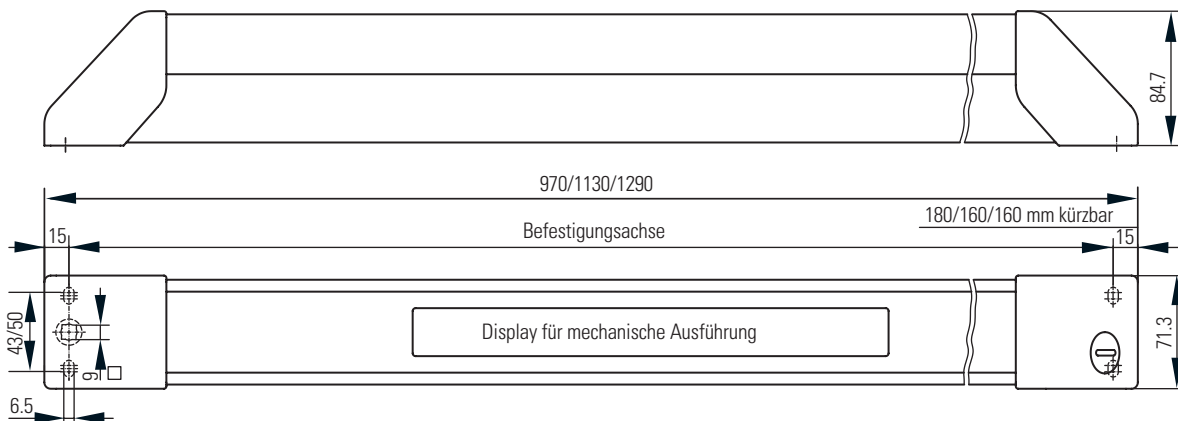 84.7
970/1130/1290
180/160/160 mm kürzbar
15
Befestigungsachse
15
43/50
Display für mechanische Ausführung
71.3
9
6.5